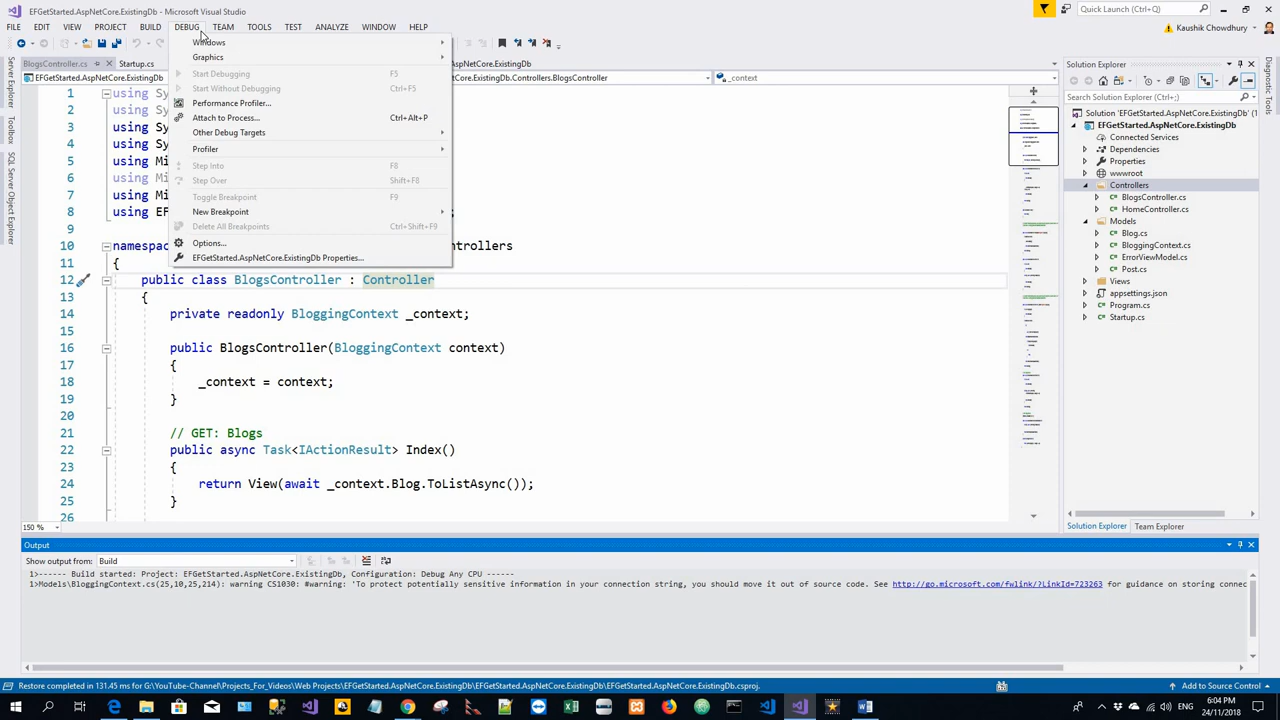 EFGetStarted.AspNetCore.ExistingDb - Microsoft Visual Studio
Quick Launch (Ctrl+Q)
FILE EDIT VIEW PROJECT BUILD DEBUG TEAM TOOLS TEST ANALYZE WINDOW HELP
Kaushik Chowdhury
BlogsController.cs
Startup.cs
EFGetStarted.AspNetCore.ExistingDb
.ExistingDb.Controllers.BlogsController
_context
Windows
Graphics
Start Debugging F5
Start Without Debugging Ctrl+F5
Performance Profiler...
Attach to Process... Ctrl+Alt+P
Other Debug Targets
Profiler
Step Into F8
Step Over Shift+F8
Toggle Breakpoint F9
New Breakpoint
Delete All Breakpoints Ctrl+Shift+F9
Options...
EFGetStarted.AspNetCore.ExistingDb Properties...
Server Explorer
Toolbox
SQL Server Object Explorer
1 using Sy
2 using Sy
3 using Sy
4 using Sy
5 using Mi
6 using Mi
7 using Mi
8 using EF ;
9
10 namespac ntrollers
11 {
12 public class BlogsController : Controller
13 {
14 private readonly BloggingContext _context;
15
16 public BlogsController(BloggingContext context)
17 {
18 _context = context;
19 }
20
21 // GET: Blogs
22 public async Task<IActionResult> Index()
23 {
24 return View(await _context.Blog.ToListAsync());
25 }
26
150 %
Solution Explorer
Search Solution Explorer (Ctrl+;)
Solution 'EFGetStarted.AspNetCore.ExistingDb' (1
EFGetStarted.AspNetCore.ExistingDb
Connected Services
Dependencies
Properties
wwwroot
Controllers
BlogsController.cs
HomeController.cs
Models
Blog.cs
BloggingContext.cs
ErrorViewModel.cs
Post.cs
Views
appsettings.json
Program.cs
Startup.cs
Solution Explorer Team Explorer
Diagnostic Tools
Output
Show output from: Build
1>------ Build started: Project: EFGetStarted.AspNetCore.ExistingDb, Configuration: Debug Any CPU ------
1>Models\BloggingContext.cs(25,10,25,214): warning CS1030: #warning: 'To protect potentially sensitive information in your connection string, you should move it out of source code. See http://go.microsoft.com/fwlink/?LinkId=723263 for guidance on storing connec
Restore completed in 131.45 ms for G:\YouTube-Channel\Projects_For_Videos\Web Projects\EFGetStarted.AspNetCore.ExistingDb\EFGetStarted.AspNetCore.ExistingDb\EFGetStarted.AspNetCore.ExistingDb.csproj.
Add to Source Control
6:04 PM
24/11/2018